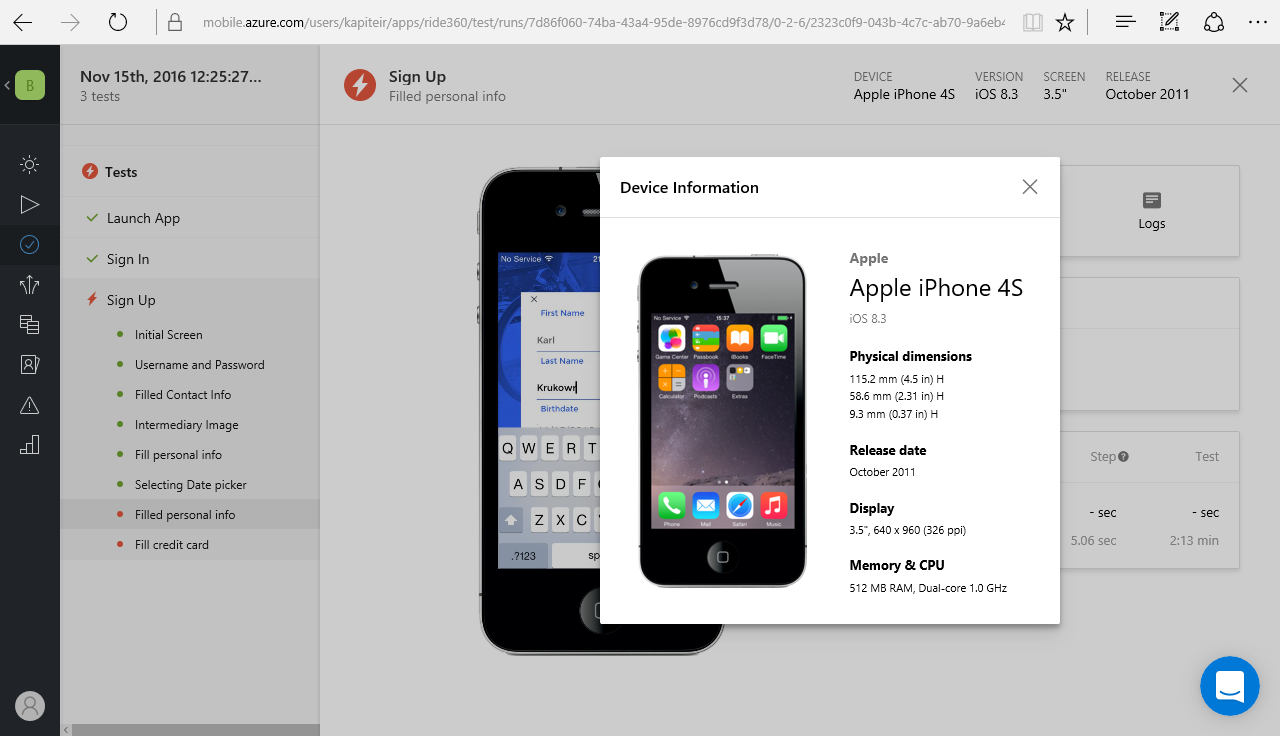 mobile.azure.com/users/kapiteir/apps/ride360/test/runs/7d86f060-74ba-43a4-95de-8976cd9f3d78/0-2-6/2323c0f9-043b-4c7c-ab70-9a6eb4
B
Nov 15th, 2016 12:25:27...
3 tests
Tests
Launch App
Sign In
Sign Up
Initial Screen
Username and Password
Filled Contact Info
Intermediary Image
Fill personal info
Selecting Date picker
Filled personal info
Fill credit card
Sign Up
Filled personal info
DEVICE
Apple iPhone 4S
VERSION
iOS 8.3
SCREEN
3.5"
RELEASE
October 2011
No Service
21
First Name
Karl
Last Name
Krukowr
Birthdate
Q W E R T
A S D F
Z X C
.?123
sp
Device Information
No Service
15:37
Game Center Passbook iBooks FaceTime
Calculator Podcasts Extras
Phone Mail Safari Music
Apple
Apple iPhone 4S
iOS 8.3
Physical dimensions
115.2 mm (4.5 in) H
58.6 mm (2.31 in) H
9.3 mm (0.37 in) H
Release date
October 2011
Display
3.5", 640 x 960 (326 ppi)
Memory & CPU
512 MB RAM, Dual-core 1.0 GHz
Logs
Step Test
- sec - sec
5.06 sec 2:13 min